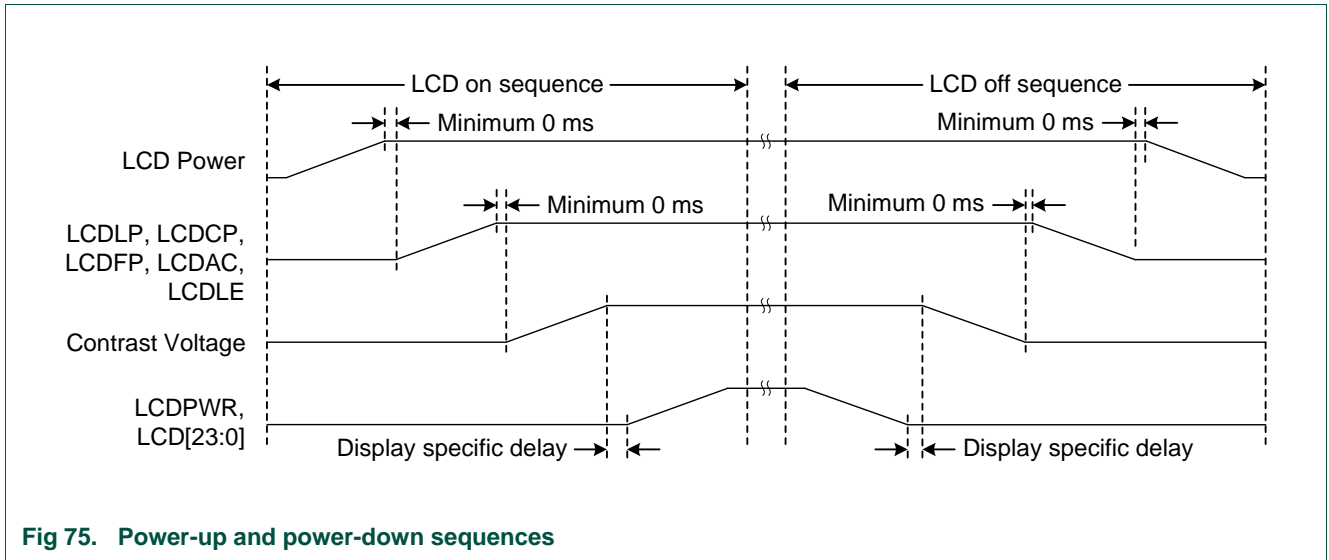 LCD on sequence
LCD off sequence
Minimum 0 ms
Minimum 0 ms
LCD Power
Minimum 0 ms
Minimum 0 ms
LCDLP, LCDCP,
LCDFP, LCDAC,
LCDLE
Contrast Voltage
LCDPWR,
LCD[23:0]
Display specific delay
Display specific delay
Fig 75. Power-up and power-down sequences